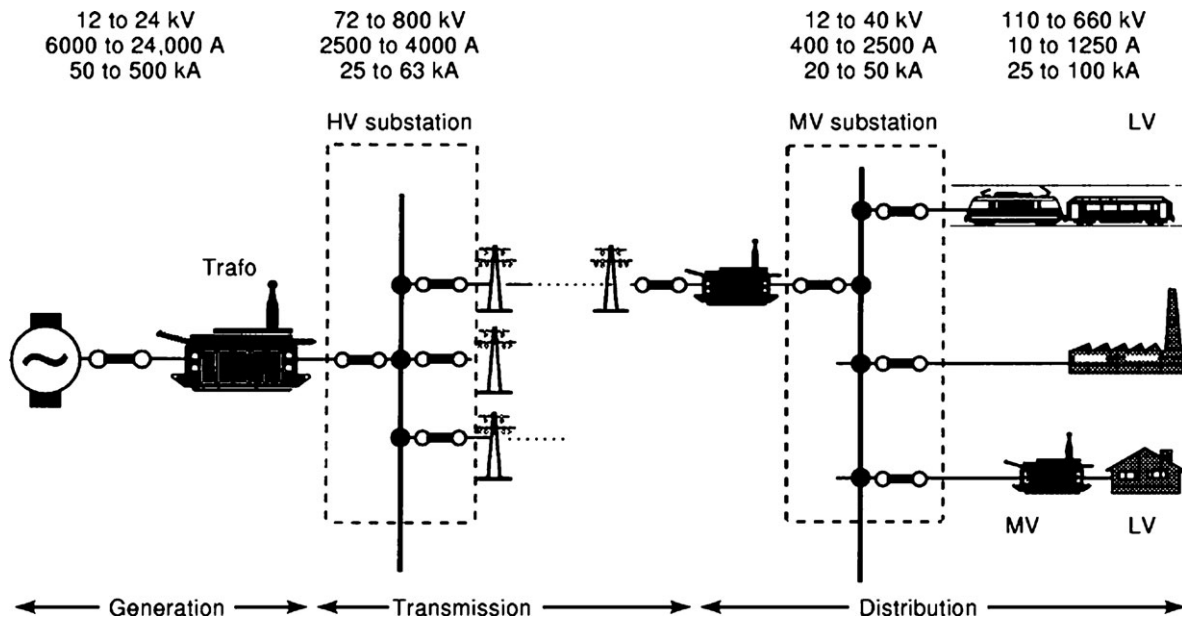 12 to 24 kV
6000 to 24,000 A
50 to 500 kA
72 to 800 kV
2500 to 4000 A
25 to 63 kA
12 to 40 kV
400 to 2500 A
20 to 50 kA
110 to 660 kV
10 to 1250 A
25 to 100 kA
HV substation
MV substation
LV
Trafo
MV
LV
Generation
Transmission
Distribution